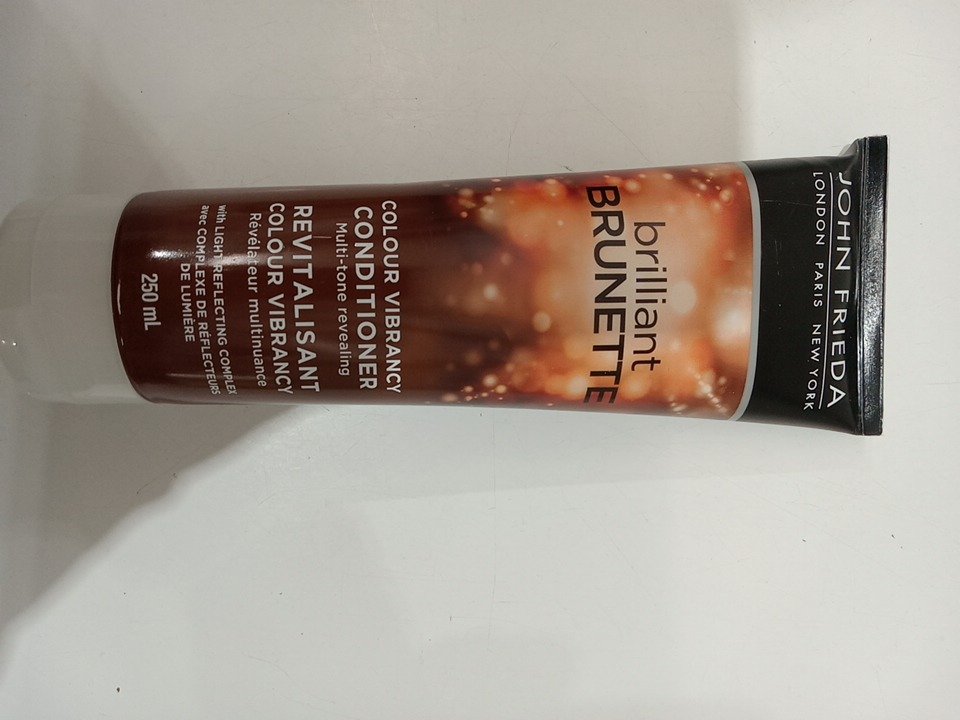 JOHN FRIEDA
LONDON PARIS NEW YORK
brilliant
BRUNETTE
COLOUR VIBRANCY
CONDITIONER
Multi-tone revealing
REVITALISANT
COLOUR VIBRANCY
Révélateur multinuance
with LIGHT REFLECTING COMPLEX
avec COMPLEXE DE RÉFLECTEURS
DE LUMIÈRE
250 mL